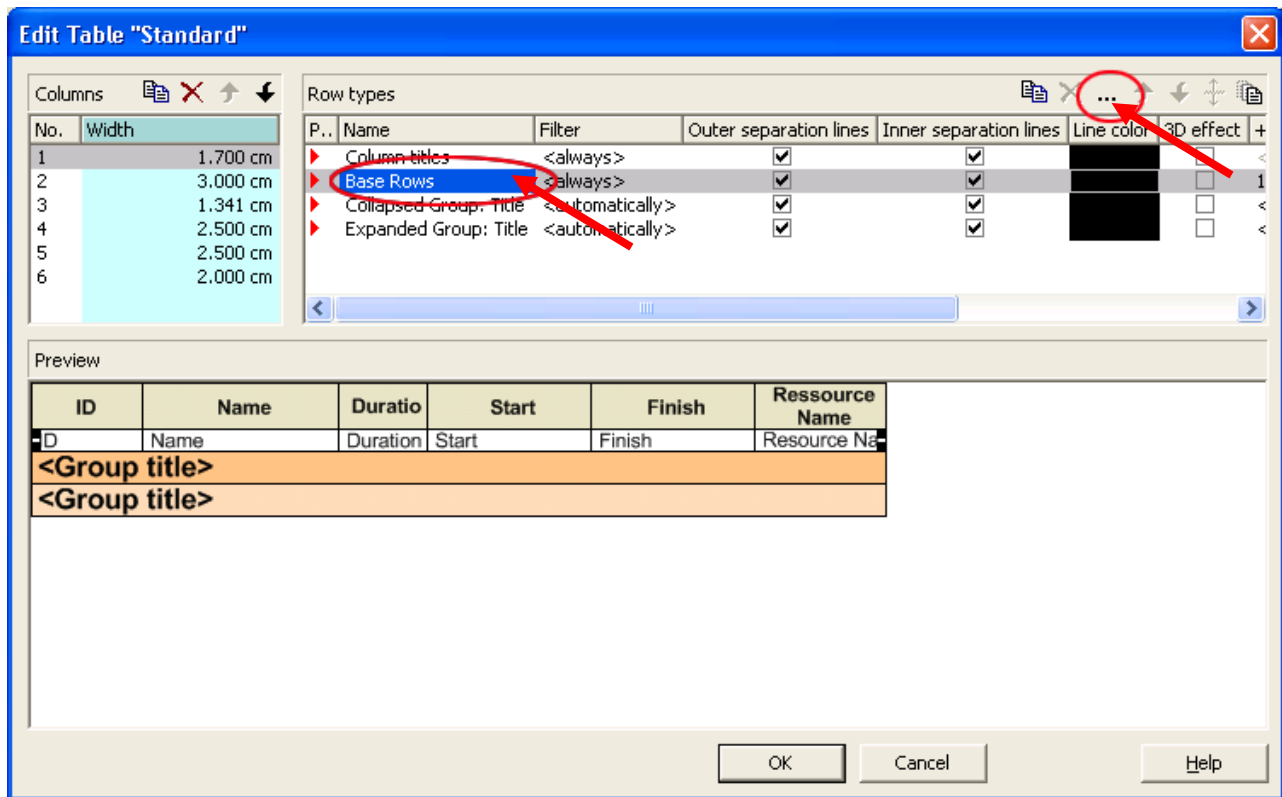 Edit Table "Standard"
Columns
Row types
...
No. Width
P.. Name Filter Outer separation lines Inner separation lines Line color 3D effect +
1 1.700 cm
2 3.000 cm
3 1.341 cm
4 2.500 cm
5 2.500 cm
6 2.000 cm
Column titles <always>
Base Rows <always> 1
Collapsed Group: Title <automatically> <
Expanded Group: Title <automatically> <
Preview
ID Name Duratio Start Finish Ressource
Name
D Name Duration Start Finish Resource Na
<Group title>
<Group title>
OK Cancel Help